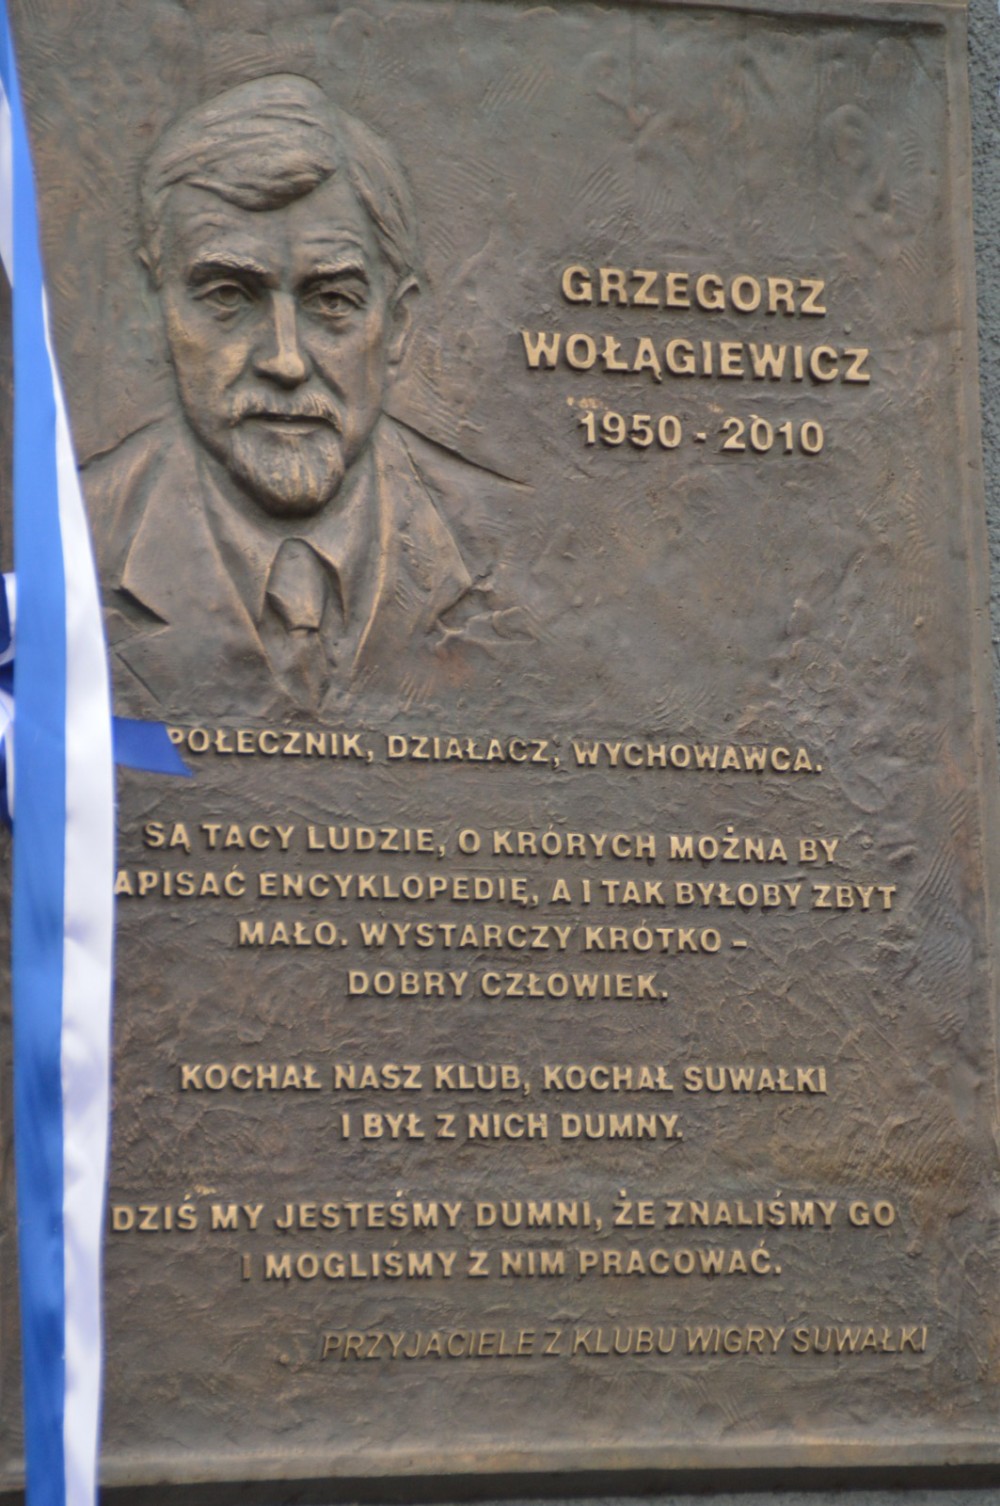 GRZEGORZ
WOŁĄGIEWICZ
1950 - 2010
POŁECZNIK, DZIAŁACZ, WYCHOWAWCA.
SĄ TACY LUDZIE, O KRÓRYCH MOŻNA BY
APISAĆ ENCYKLOPEDIĘ, A I TAK BYŁOBY ZBYT
MAŁO. WYSTARCZY KRÓTKO -
DOBRY CZŁOWIEK.
KOCHAŁ NASZ KLUB, KOCHAŁ SUWAŁKI
I BYŁ Z NICH DUMNY.
DZIŚ MY JESTEŚMY DUMNI, ŻE ZNALIŚMY GO
I MOGLIŚMY Z NIM PRACOWAĆ.
PRZYJACIELE Z KLUBU WIGRY SUWAŁKI